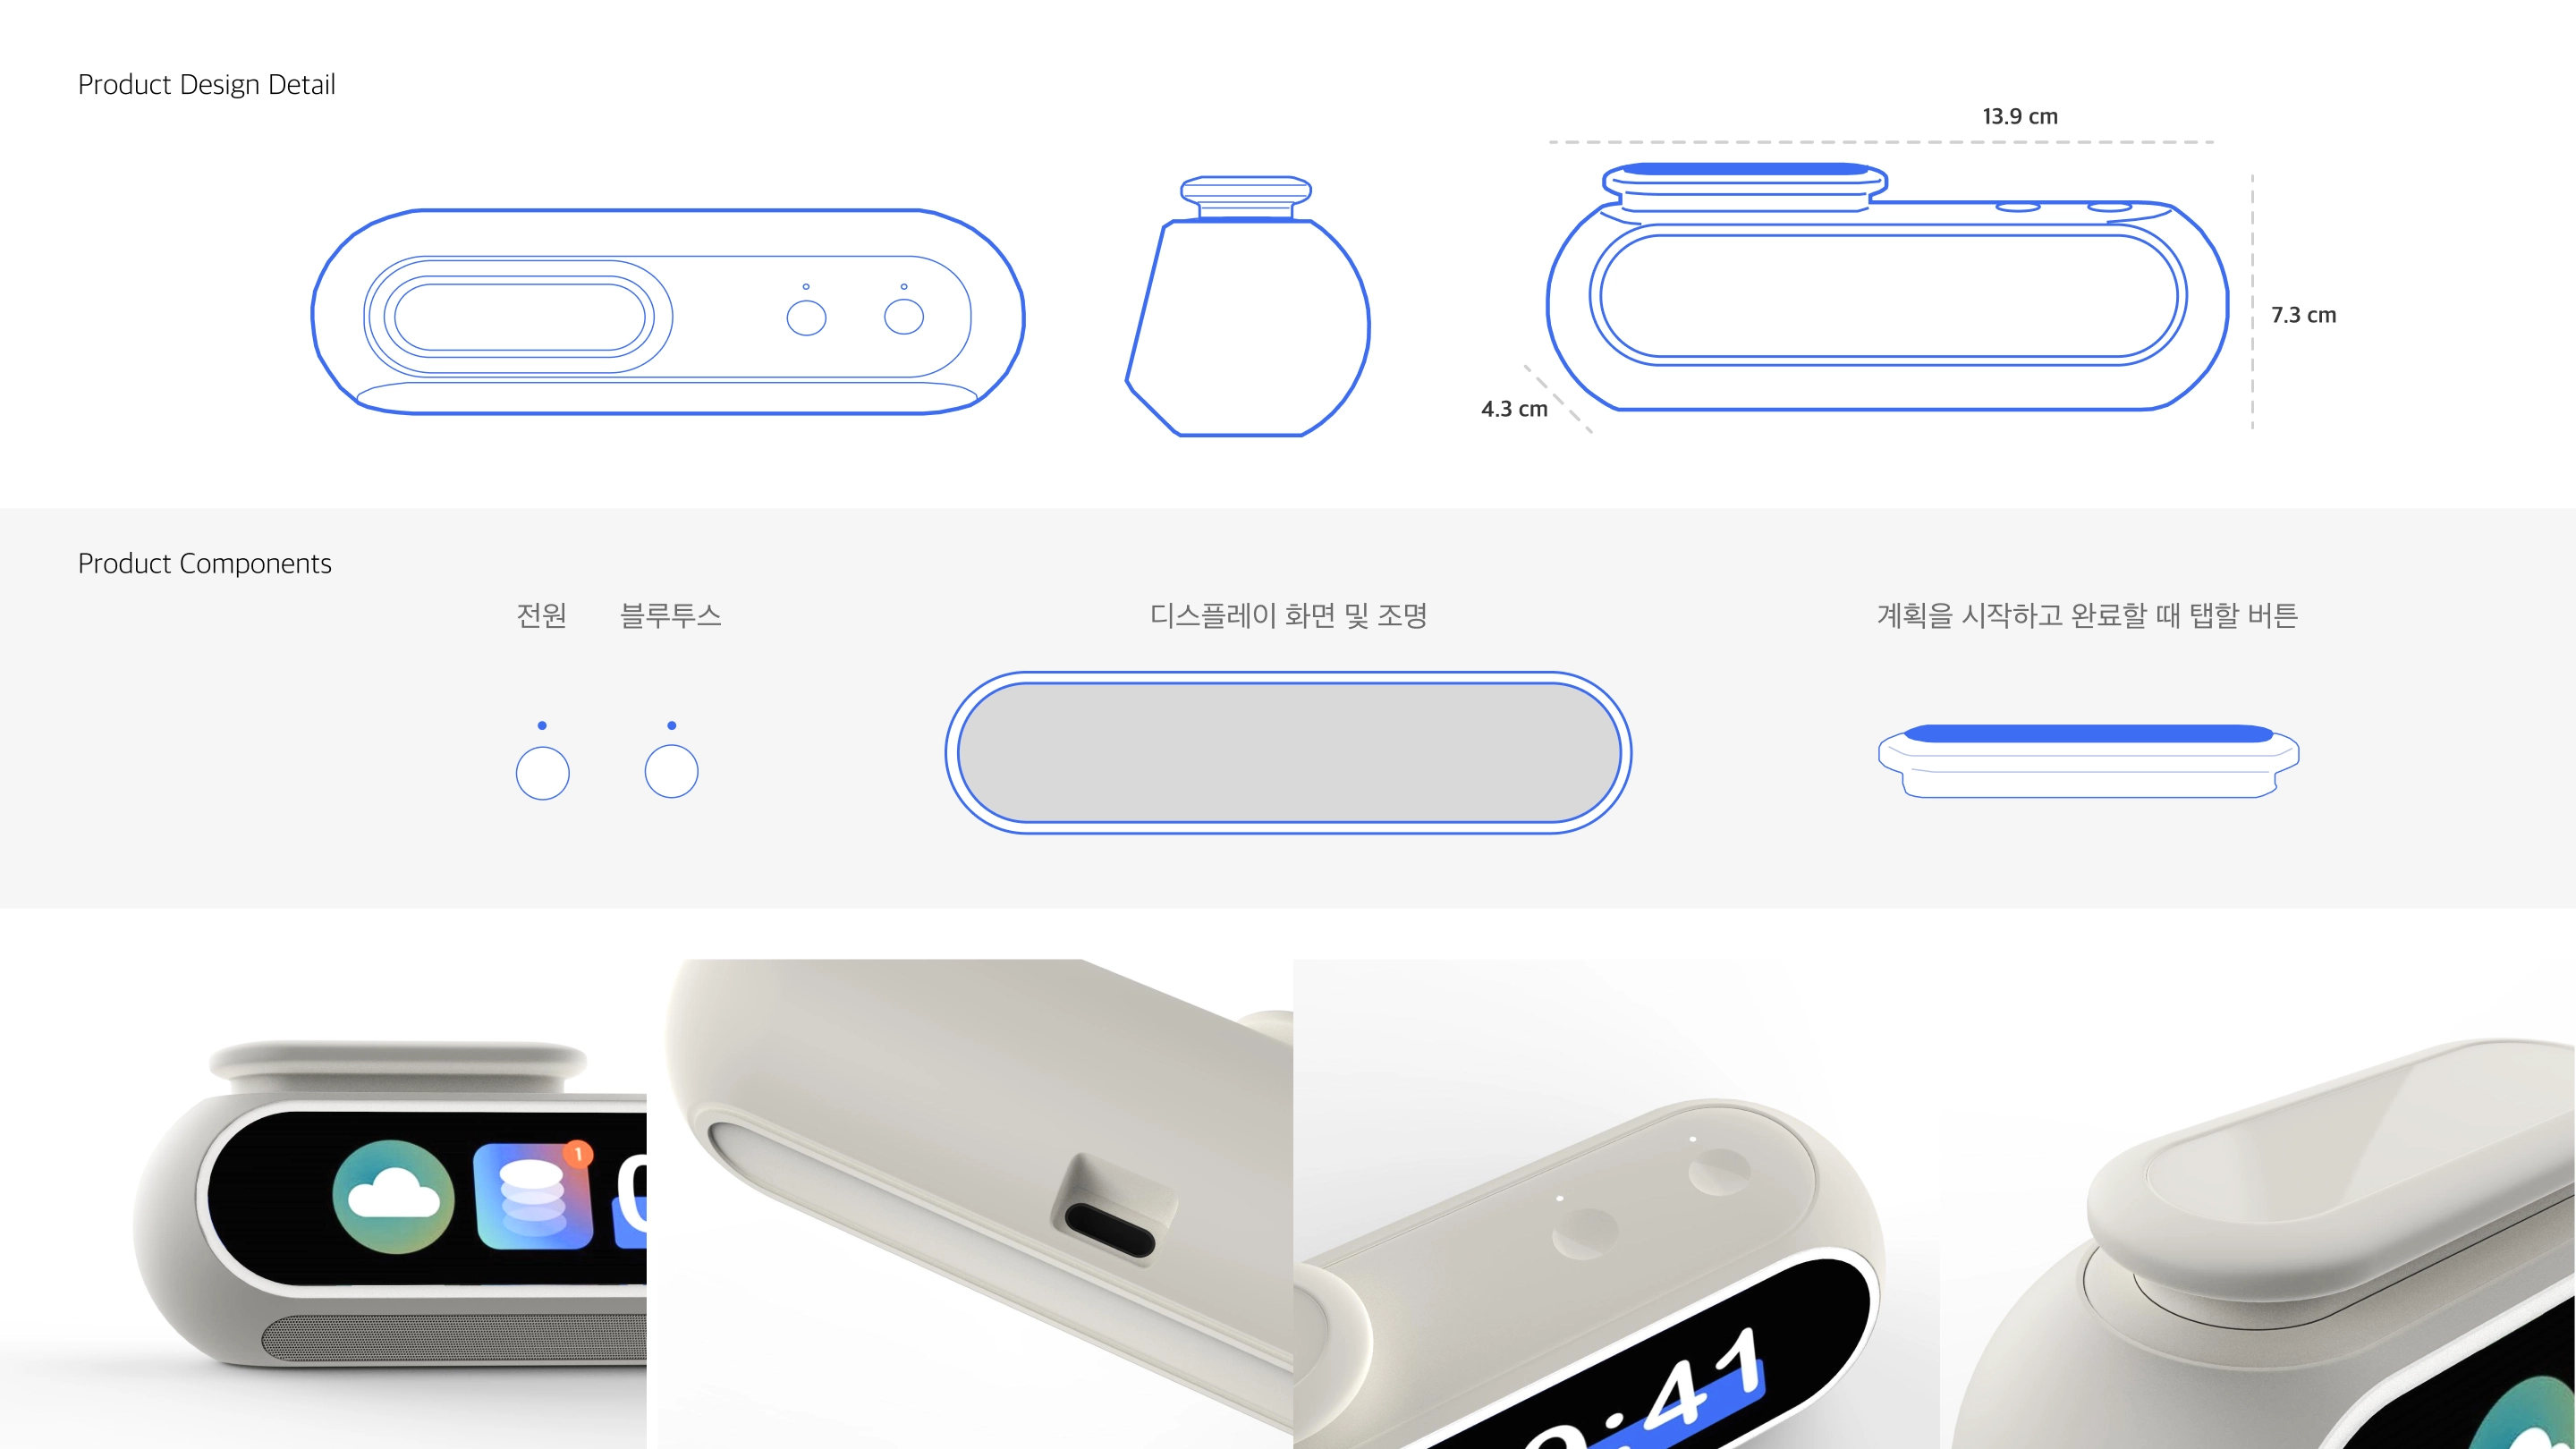 Product Design Detail
13.9 cm
7.3 cm
4.3 cm
Product Components
전원
블루투스
디스플레이 화면 및 조명
계획을 시작하고 완료할 때 탭할 버튼
1
:41